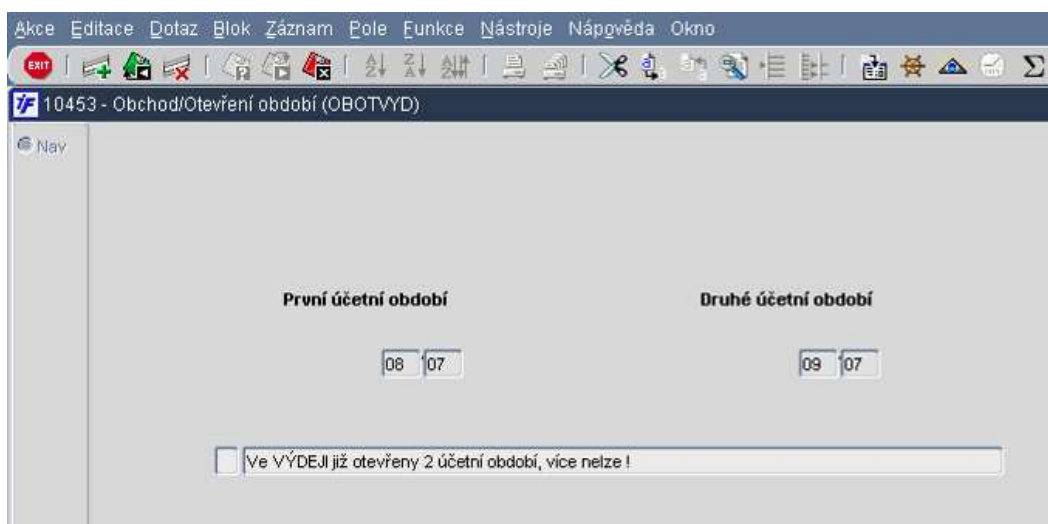 Akce Editace Dotaz Blok Záznam Pole Funkce Nástroje Nápověda Okno
EXIT
10453 - Obchod/Otevření období (OBOTVYD)
Nav
První účetní období Druhé účetní období
08 07 09 07
Ve VÝDEJI již otevřeny 2 účetní období, více nelze !